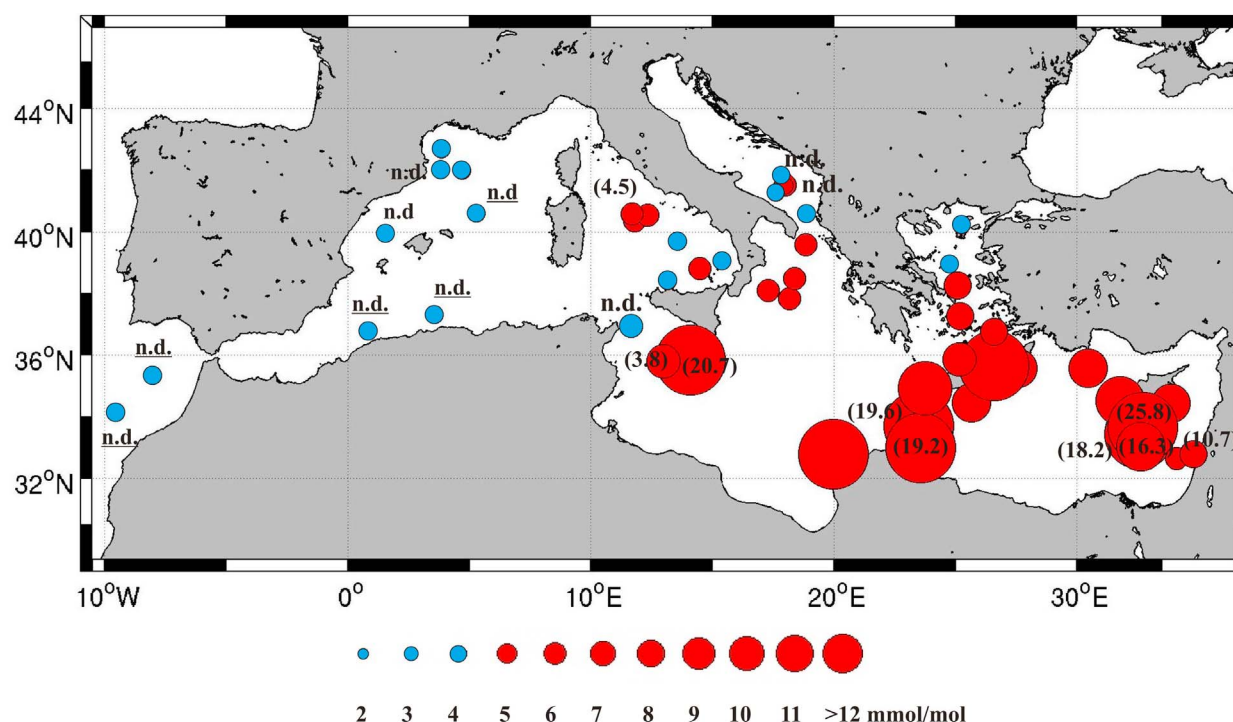 44°N
n.d.
n.d.
(4.5)
n.d.
n.d
n.d
40°N
n.d.
n.d.
n.d.
36°N
(3.8)
(20.7)
n.d.
(19.6)
(25.8)
n.d.
(19.2)
(18.2)
(16.3)
(10.7)
32°N
10°W
0°
10°E
20°E
30°E
2 3 4 5 6 7 8 9 10 11 >12 mmol/mol